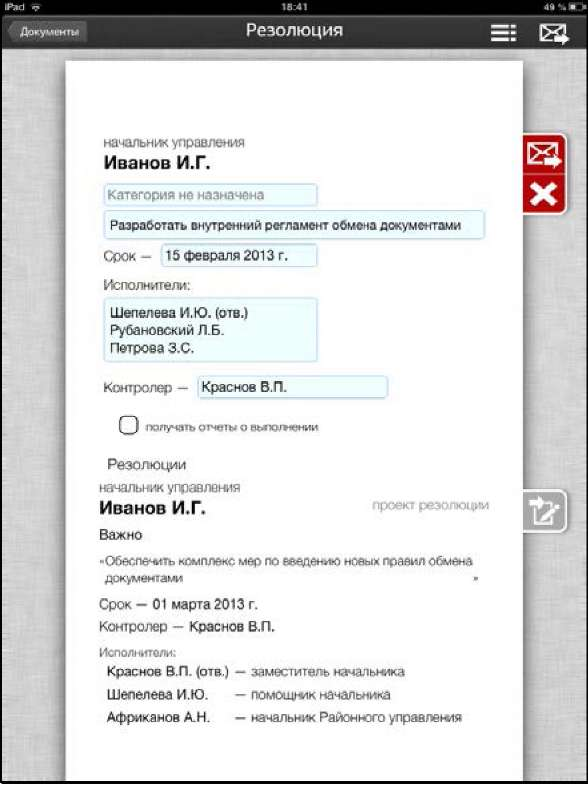 iPad 18:41 49 %
Документы Резолюция
начальник управления
Иванов И.Г.
Категория не назначена
Разработать внутренний регламент обмена документами
Срок — 15 февраля 2013 г.
Исполнители:
Шепелева И.Ю. (отв.)
Рубановский Л.Б.
Петрова З.С.
Контролер — Краснов В.П.
получать отчеты о выполнении
Резолюции
начальник управления
Иванов И.Г. проект резолюции
Важно
«Обеспечить комплекс мер по введению новых правил обмена
документами »
Срок — 01 марта 2013 г.
Контролер — Краснов В.П.
Исполнители:
Краснов В.П. (отв.) — заместитель начальника
Шепелева И.Ю. — помощник начальника
Африканов А.Н. — начальник Районного управления